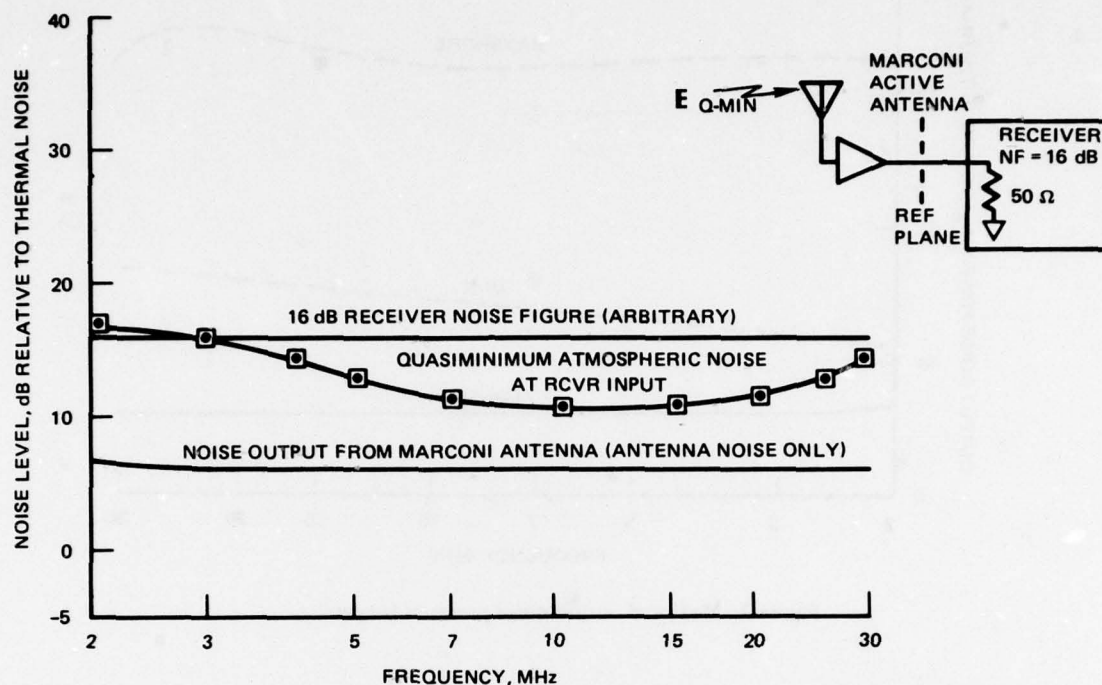 40
30
20
10
0
−5
NOISE LEVEL, dB RELATIVE TO THERMAL NOISE
E Q-MIN
MARCONI
ACTIVE
ANTENNA
REF
PLANE
RECEIVER
NF = 16 dB
50 Ω
16 dB RECEIVER NOISE FIGURE (ARBITRARY)
QUASIMINIMUM ATMOSPHERIC NOISE
AT RCVR INPUT
NOISE OUTPUT FROM MARCONI ANTENNA (ANTENNA NOISE ONLY)
2 3 5 7 10 15 20 30
FREQUENCY, MHz